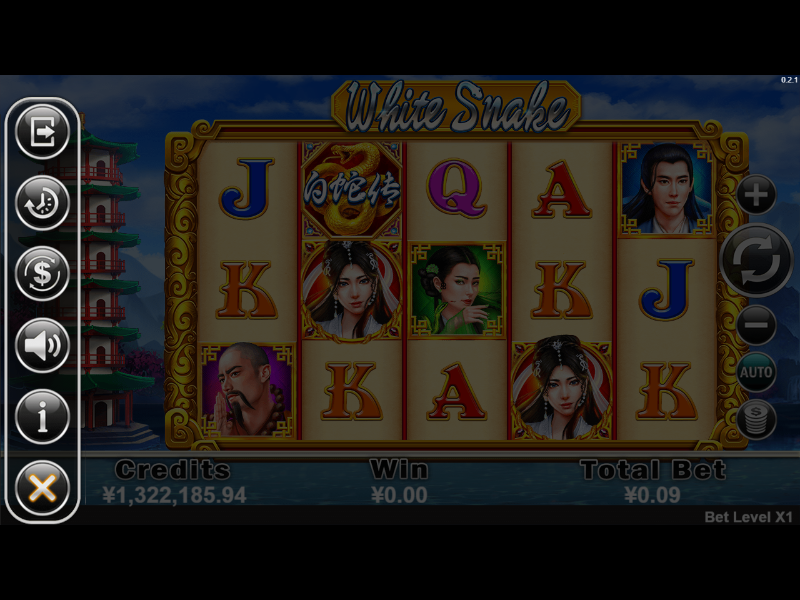 0.2.1
White Snake
J
白蛇传
Q
A
K
K
J
K
A
K
AUTO
$
$
i
Credits
Win
Total Bet
¥1,322,185.94
¥0.00
¥0.09
Bet Level X1